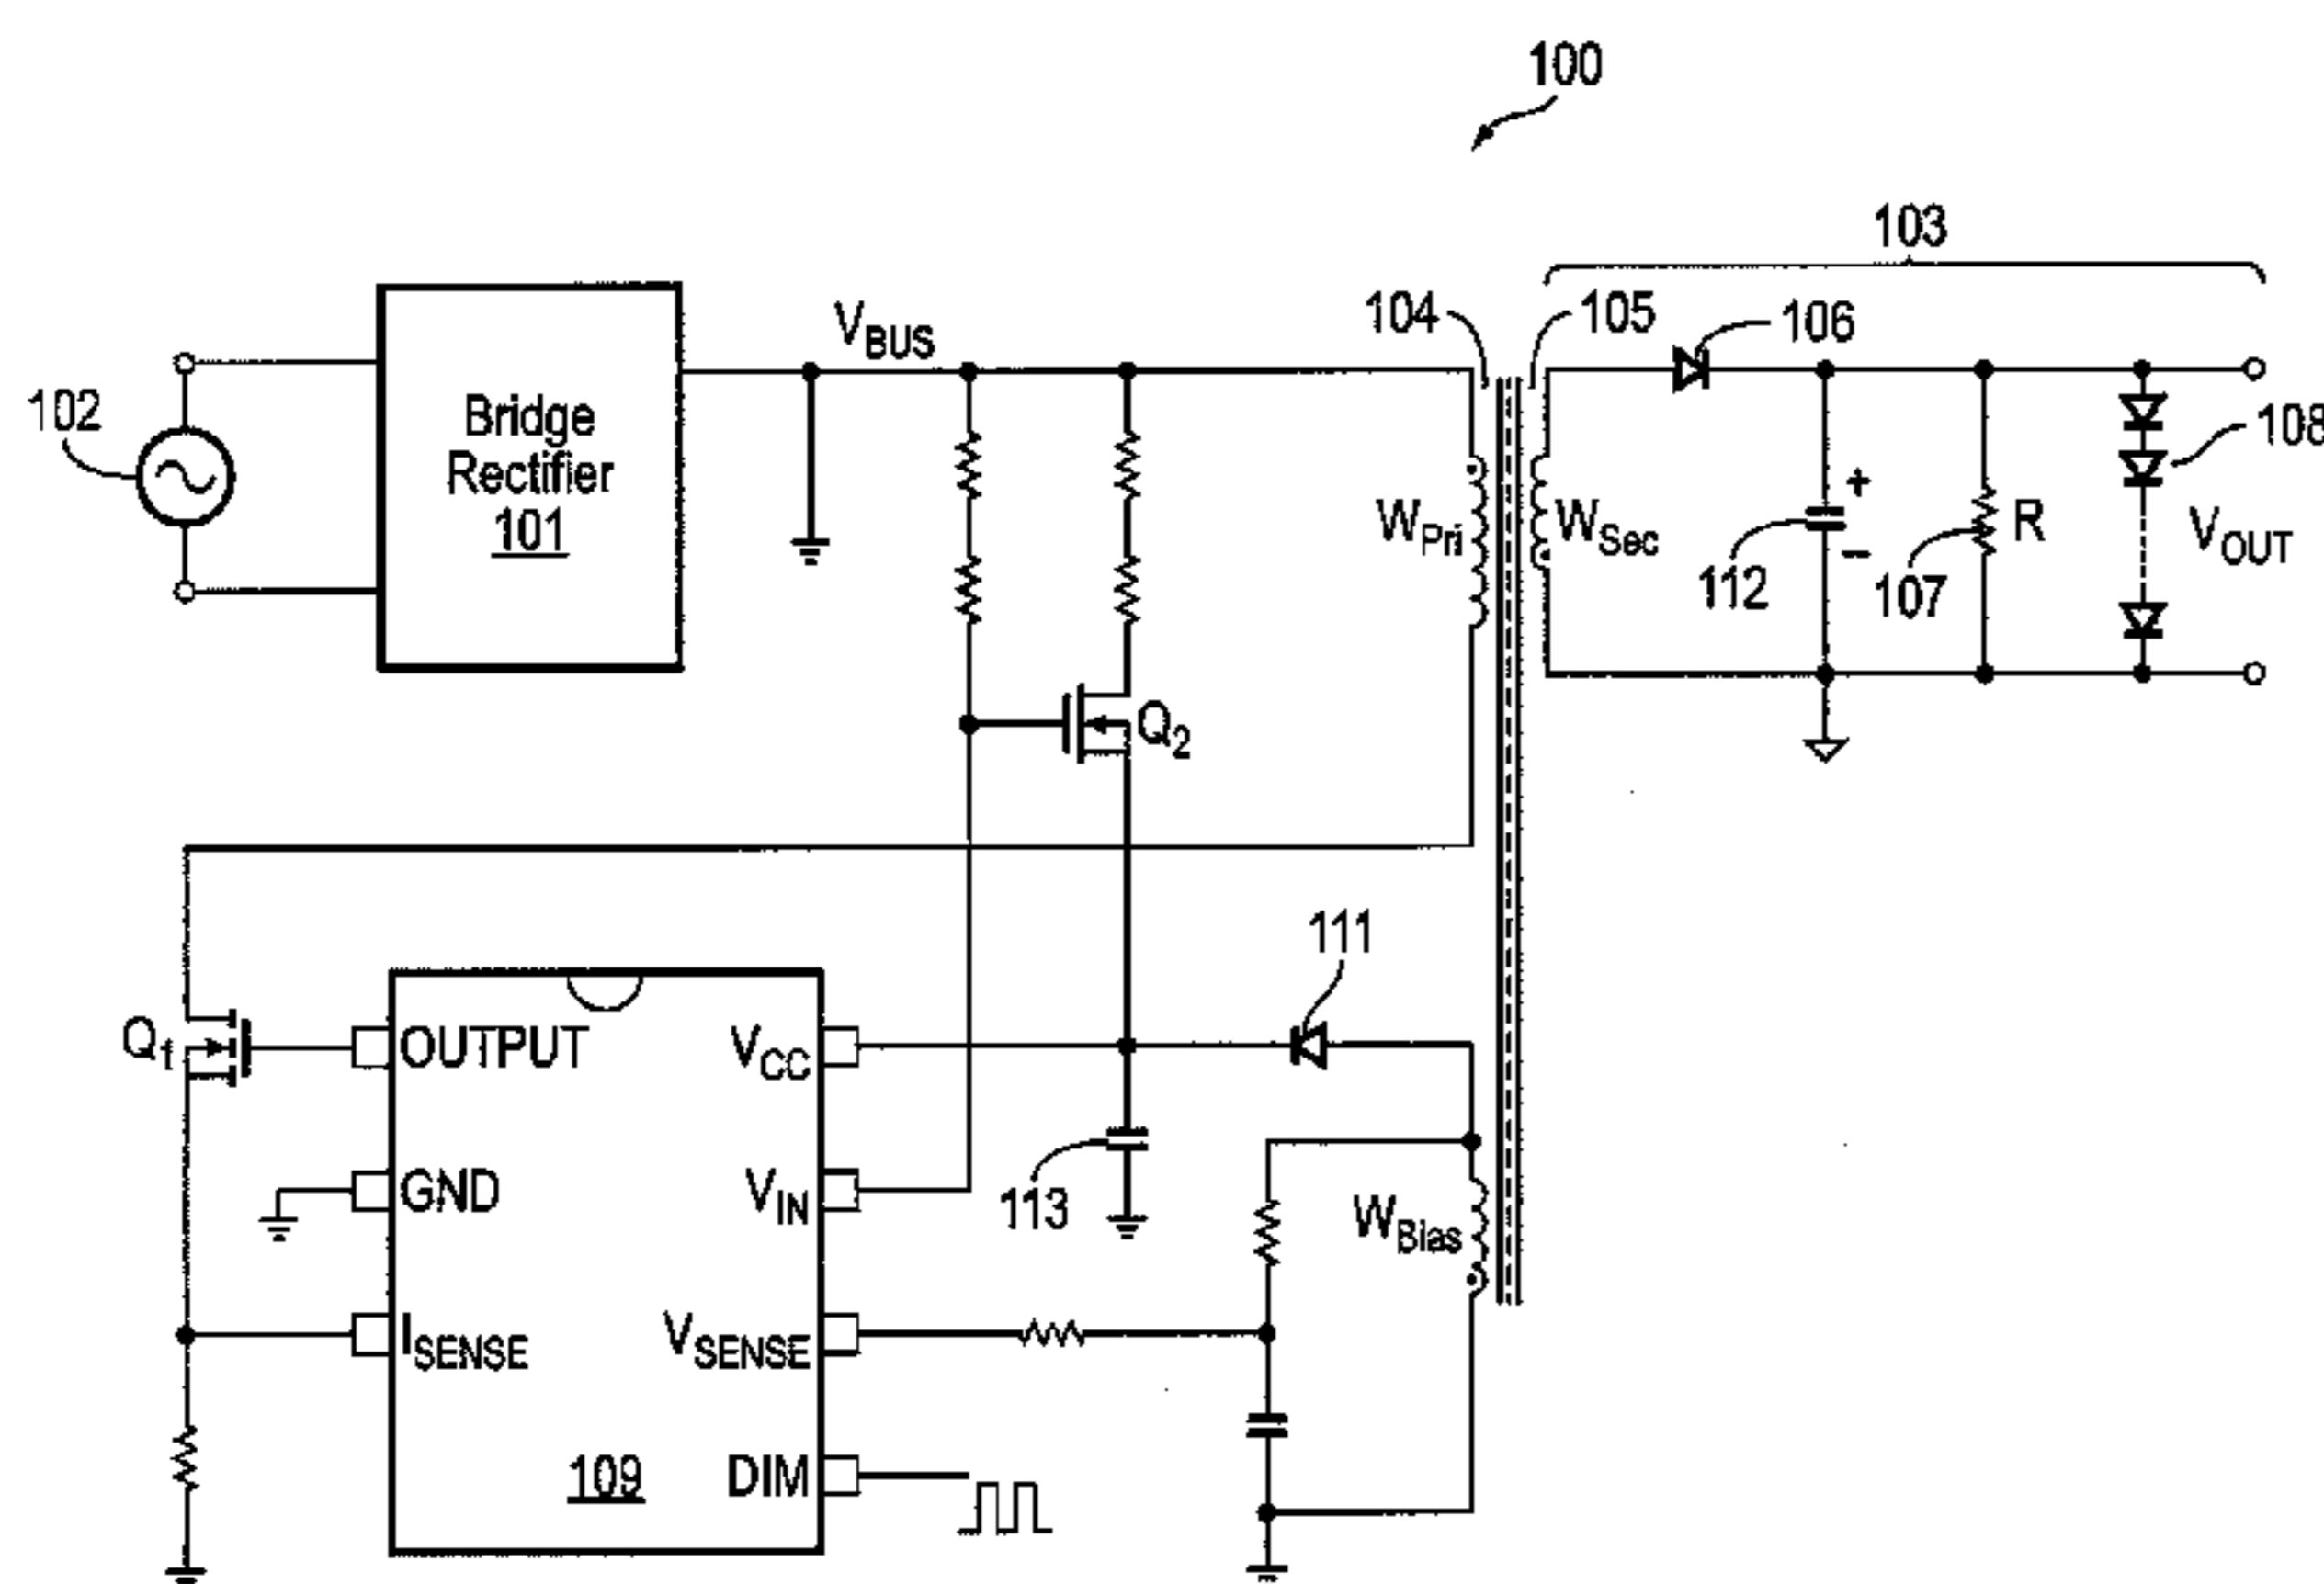 100
103
104
105
106
102
Bridge
Rectifier
101
VBUS
108
WPri
WSec
+
−
112
107
R
VOUT
Q2
111
Q1
OUTPUT
VCC
GND
VIN
113
WBias
ISENSE
VSENSE
109
DIM